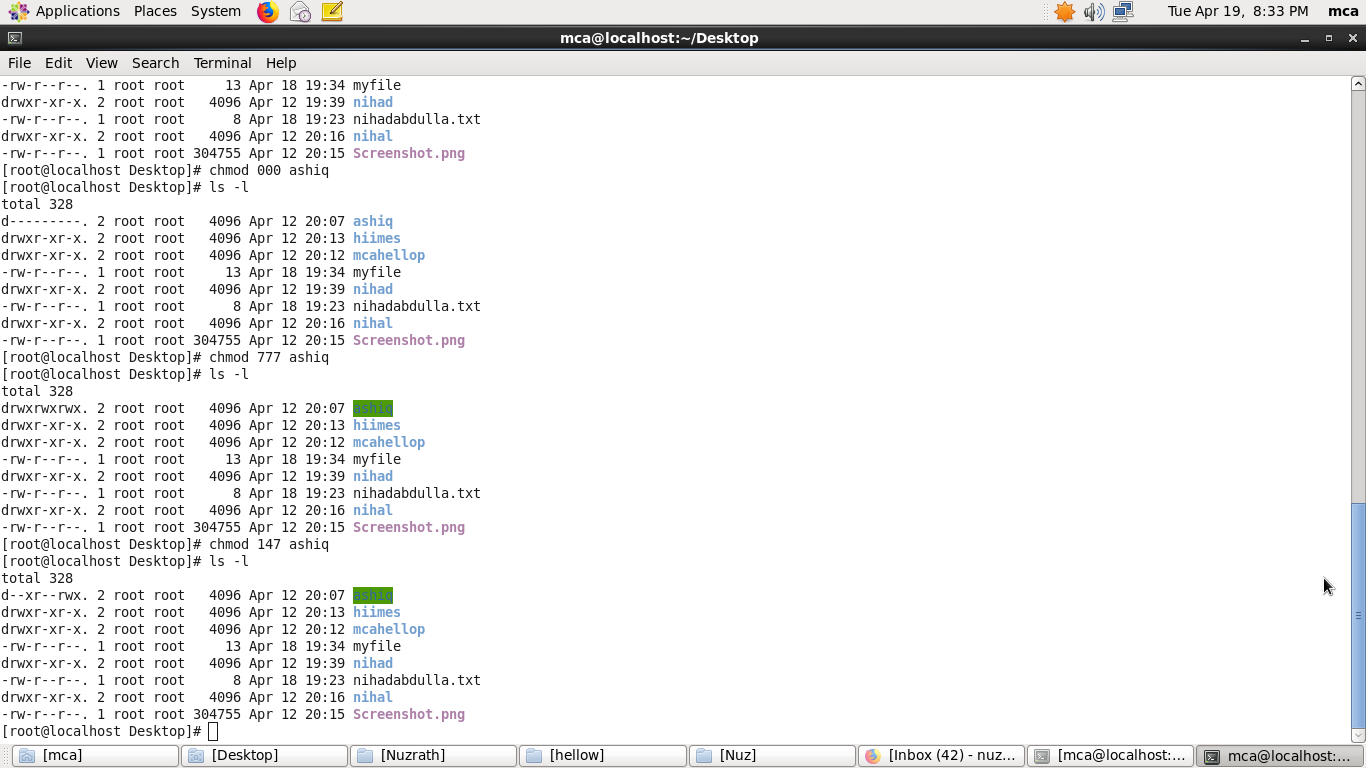 Applications Places System Tue Apr 19, 8:33 PM mca
mca@localhost:~/Desktop
File Edit View Search Terminal Help
-rw-r--r--. 1 root root     13 Apr 18 19:34 myfile
drwxr-xr-x. 2 root root   4096 Apr 12 19:39 nihad
-rw-r--r--. 1 root root      8 Apr 18 19:23 nihadabdulla.txt
drwxr-xr-x. 2 root root   4096 Apr 12 20:16 nihal
-rw-r--r--. 1 root root 304755 Apr 12 20:15 Screenshot.png
[root@localhost Desktop]# chmod 000 ashiq
[root@localhost Desktop]# ls -l
total 328
d---------. 2 root root   4096 Apr 12 20:07 ashiq
drwxr-xr-x. 2 root root   4096 Apr 12 20:13 hiimes
drwxr-xr-x. 2 root root   4096 Apr 12 20:12 mcahellop
-rw-r--r--. 1 root root     13 Apr 18 19:34 myfile
drwxr-xr-x. 2 root root   4096 Apr 12 19:39 nihad
-rw-r--r--. 1 root root      8 Apr 18 19:23 nihadabdulla.txt
drwxr-xr-x. 2 root root   4096 Apr 12 20:16 nihal
-rw-r--r--. 1 root root 304755 Apr 12 20:15 Screenshot.png
[root@localhost Desktop]# chmod 777 ashiq
[root@localhost Desktop]# ls -l
total 328
drwxrwxrwx. 2 root root   4096 Apr 12 20:07 ashiq
drwxr-xr-x. 2 root root   4096 Apr 12 20:13 hiimes
drwxr-xr-x. 2 root root   4096 Apr 12 20:12 mcahellop
-rw-r--r--. 1 root root     13 Apr 18 19:34 myfile
drwxr-xr-x. 2 root root   4096 Apr 12 19:39 nihad
-rw-r--r--. 1 root root      8 Apr 18 19:23 nihadabdulla.txt
drwxr-xr-x. 2 root root   4096 Apr 12 20:16 nihal
-rw-r--r--. 1 root root 304755 Apr 12 20:15 Screenshot.png
[root@localhost Desktop]# chmod 147 ashiq
[root@localhost Desktop]# ls -l
total 328
d--xr--rwx. 2 root root   4096 Apr 12 20:07 ashiq
drwxr-xr-x. 2 root root   4096 Apr 12 20:13 hiimes
drwxr-xr-x. 2 root root   4096 Apr 12 20:12 mcahellop
-rw-r--r--. 1 root root     13 Apr 18 19:34 myfile
drwxr-xr-x. 2 root root   4096 Apr 12 19:39 nihad
-rw-r--r--. 1 root root      8 Apr 18 19:23 nihadabdulla.txt
drwxr-xr-x. 2 root root   4096 Apr 12 20:16 nihal
-rw-r--r--. 1 root root 304755 Apr 12 20:15 Screenshot.png
[root@localhost Desktop]#
[mca] [Desktop] [Nuzrath] [hellow] [Nuz] [Inbox (42) - nuz... [mca@localhost:... mca@localhost:...